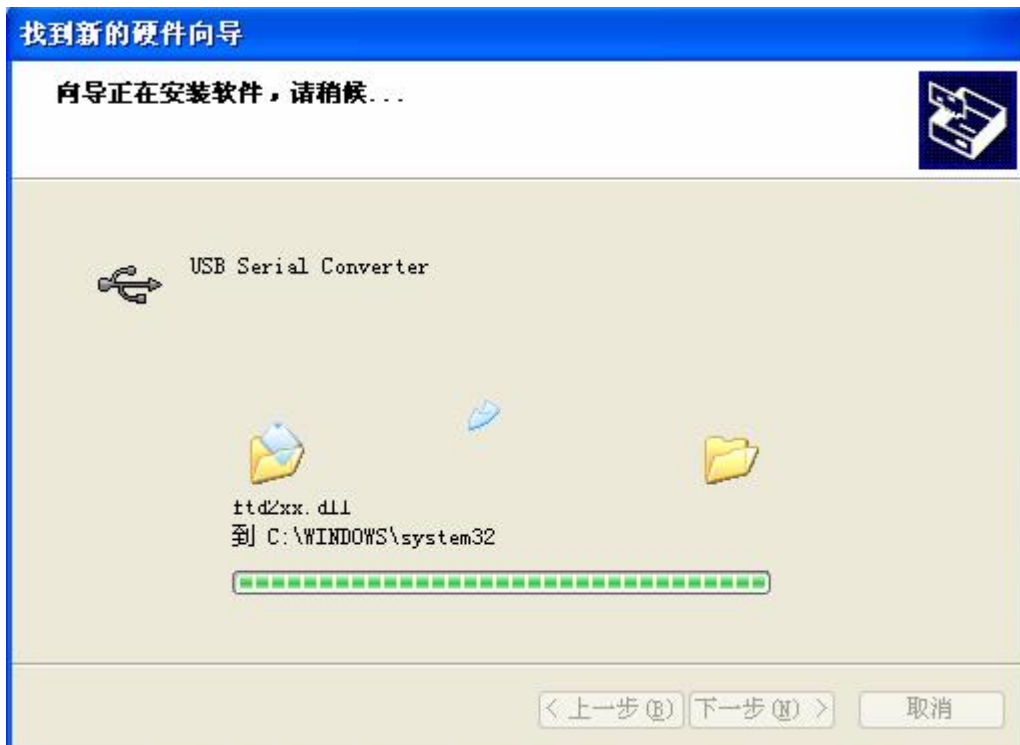 找到新的硬件向导
向导正在安装软件，请稍候...
USB Serial Converter
ftd2xx.dll
到 C:\WINDOWS\system32
< 上一步(B)
下一步(N) >
取消